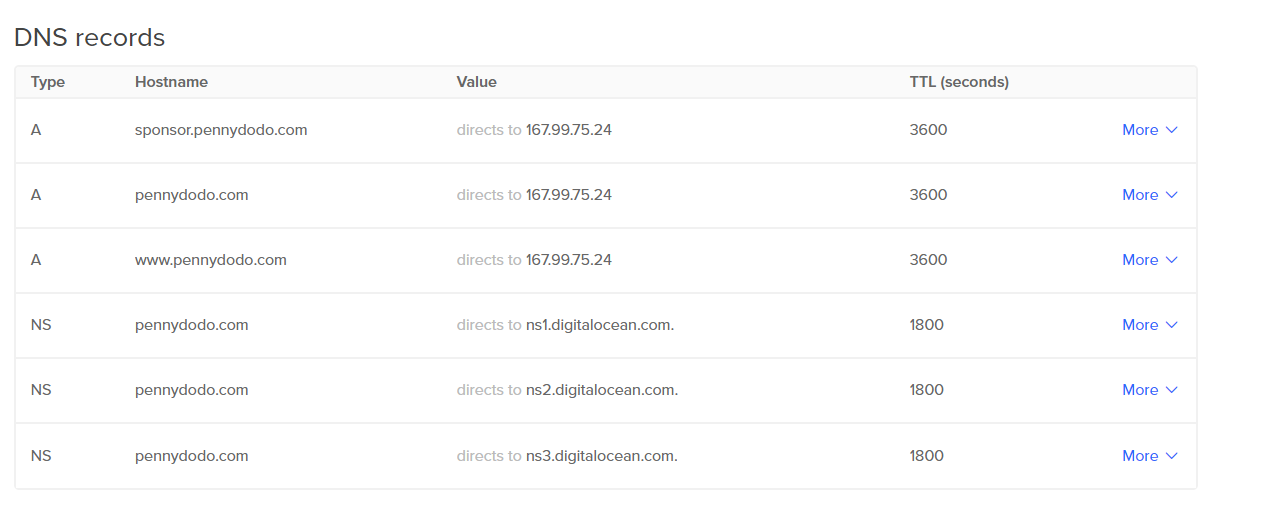 DNS records
Type Hostname Value TTL (seconds)
A sponsor.pennydodo.com directs to 167.99.75.24 3600 More
A pennydodo.com directs to 167.99.75.24 3600 More
A www.pennydodo.com directs to 167.99.75.24 3600 More
NS pennydodo.com directs to ns1.digitalocean.com. 1800 More
NS pennydodo.com directs to ns2.digitalocean.com. 1800 More
NS pennydodo.com directs to ns3.digitalocean.com. 1800 More